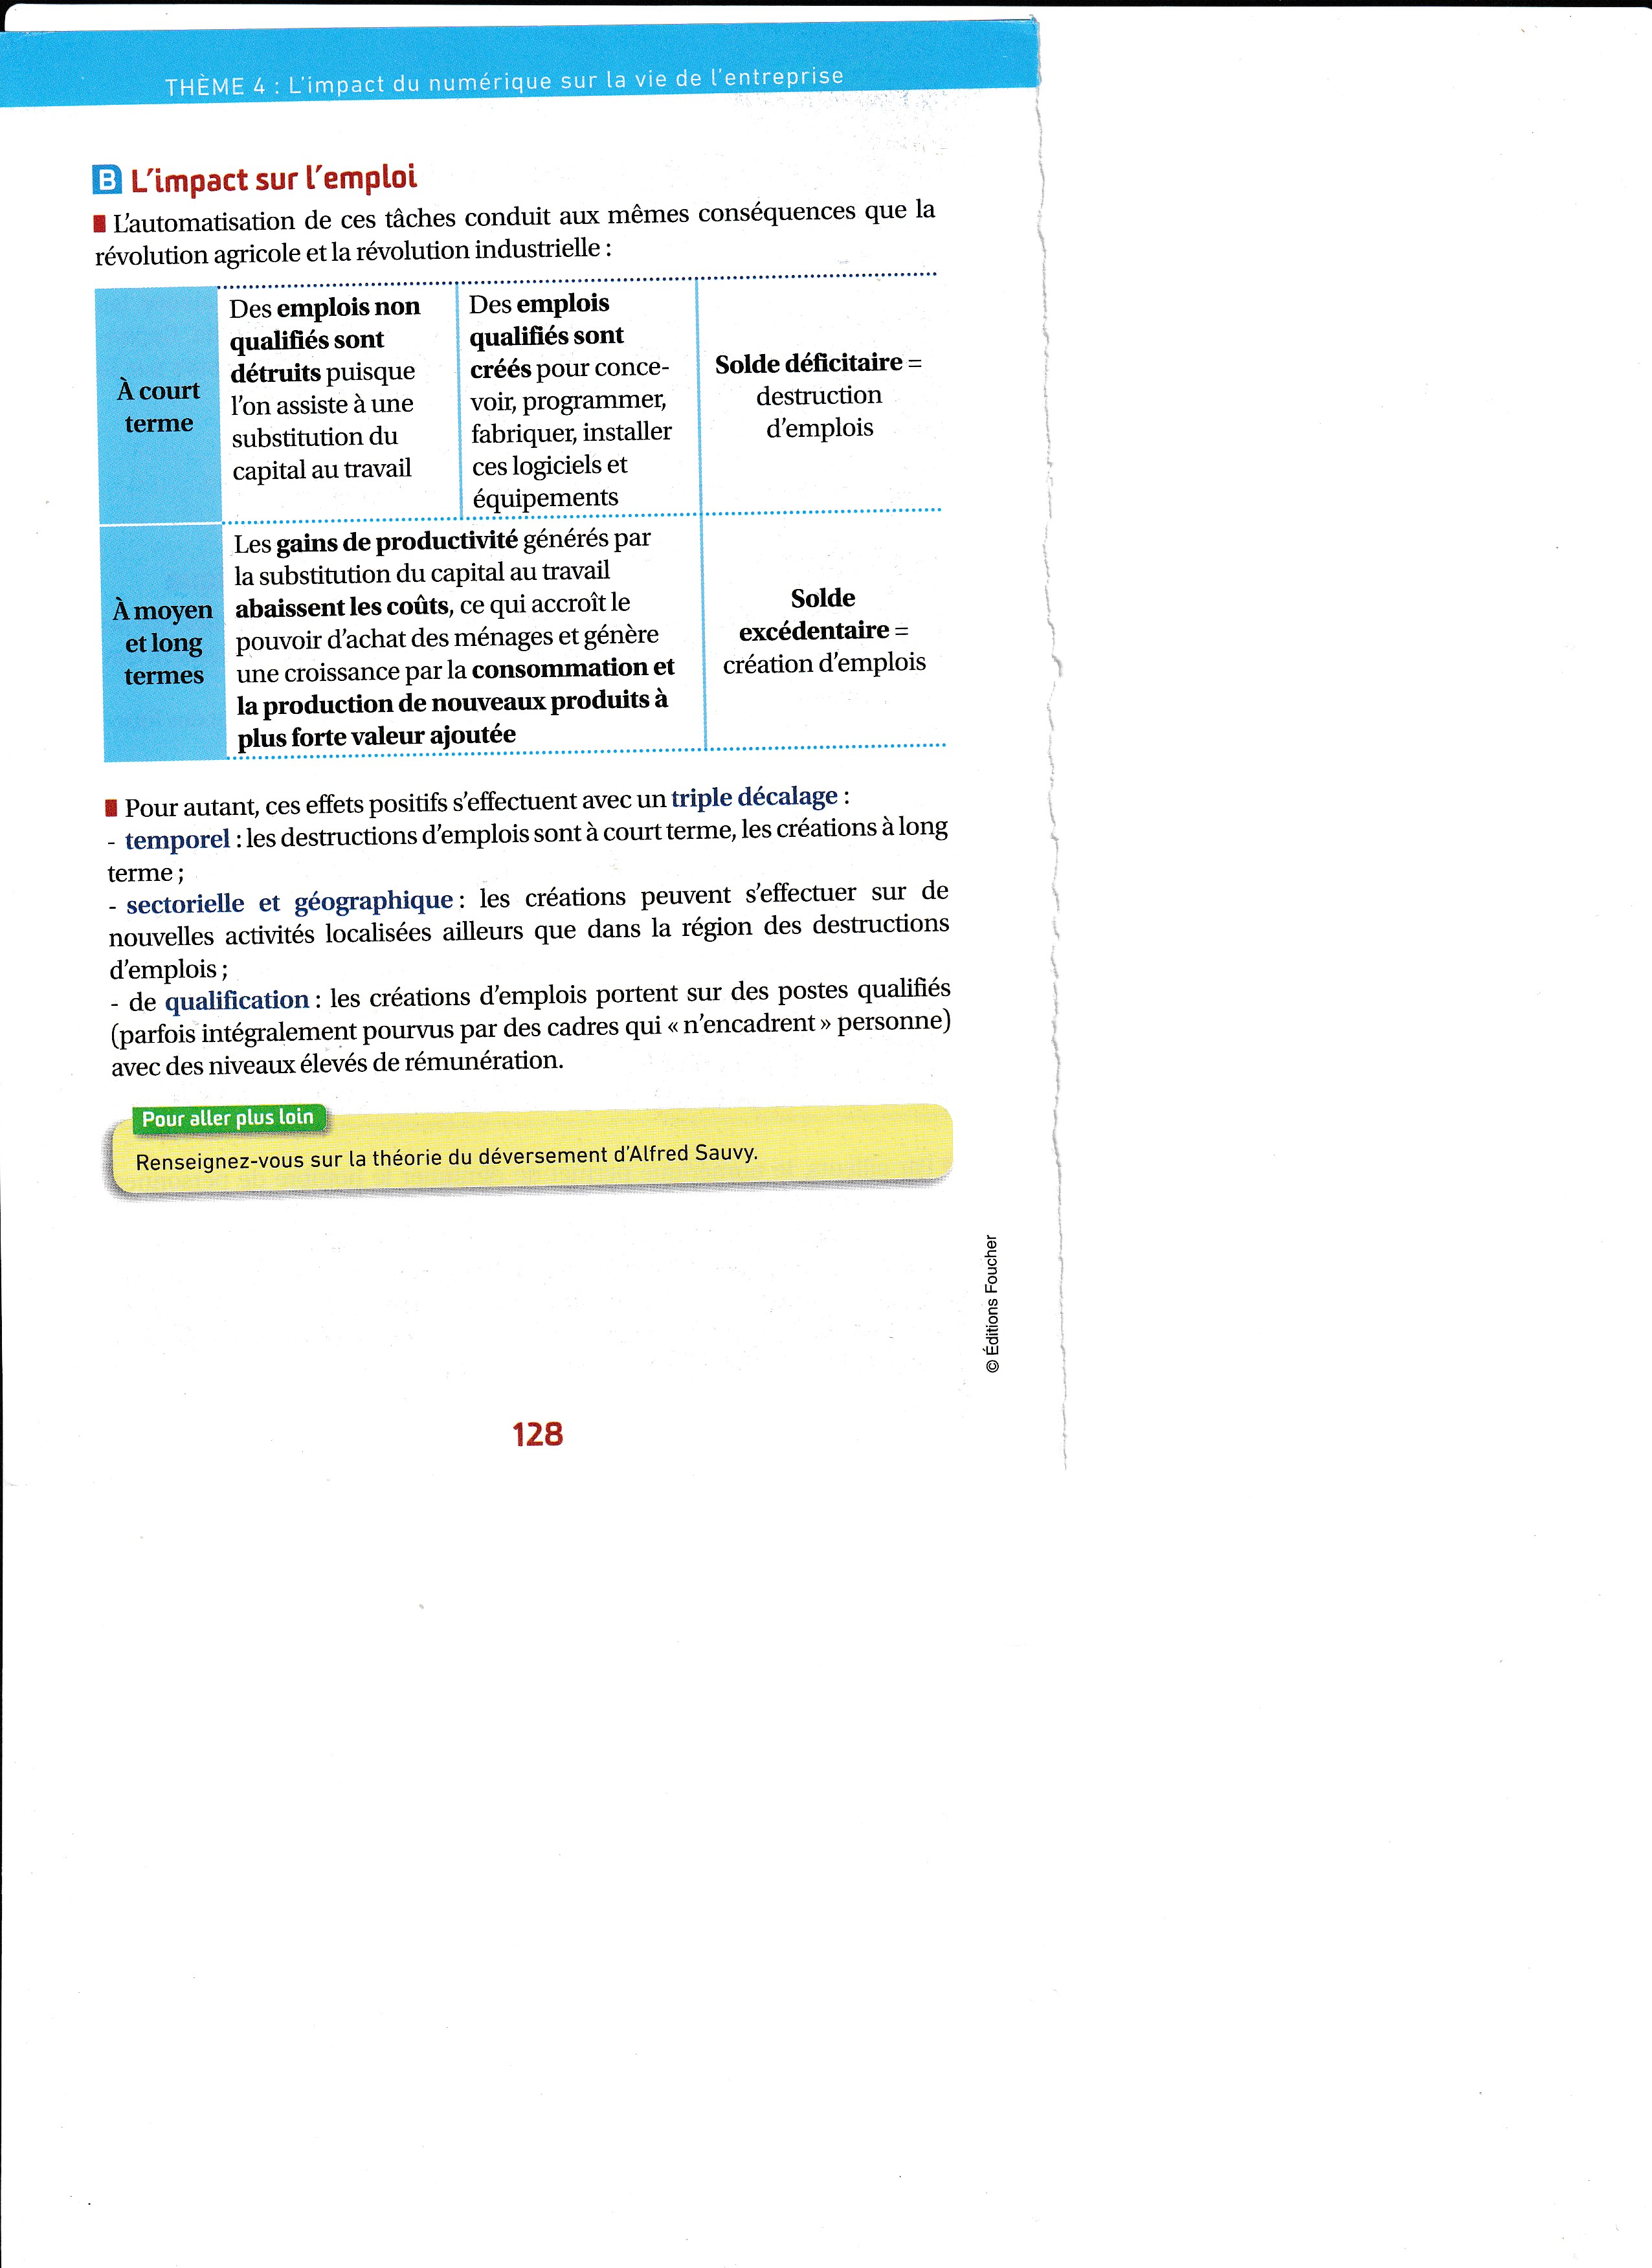 THÈME 4 : L'impact du numérique sur la vie de l'entreprise
B L'impact sur l'emploi
L'automatisation de ces tâches conduit aux mêmes conséquences que la
révolution agricole et la révolution industrielle :
À court
terme
Des emplois non
qualifiés sont
détruits puisque
l'on assiste à une
substitution du
capital au travail
Des emplois
qualifiés sont
créés pour conce-
voir, programmer,
fabriquer, installer
ces logiciels et
équipements
Solde déficitaire =
destruction
d'emplois
À moyen
et long
termes
Les gains de productivité générés par
la substitution du capital au travail
abaissent les coûts, ce qui accroît le
pouvoir d'achat des ménages et génère
une croissance par la consommation et
la production de nouveaux produits à
plus forte valeur ajoutée
Solde
excédentaire =
création d'emplois
Pour autant, ces effets positifs s'effectuent avec un triple décalage :
- temporel : les destructions d'emplois sont à court terme, les créations à long
terme ;
- sectorielle et géographique : les créations peuvent s'effectuer sur de
nouvelles activités localisées ailleurs que dans la région des destructions
d'emplois ;
- de qualification : les créations d'emplois portent sur des postes qualifiés
(parfois intégralement pourvus par des cadres qui « n'encadrent » personne)
avec des niveaux élevés de rémunération.
Pour aller plus loin
Renseignez-vous sur la théorie du déversement d'Alfred Sauvy.
© Éditions Foucher
128